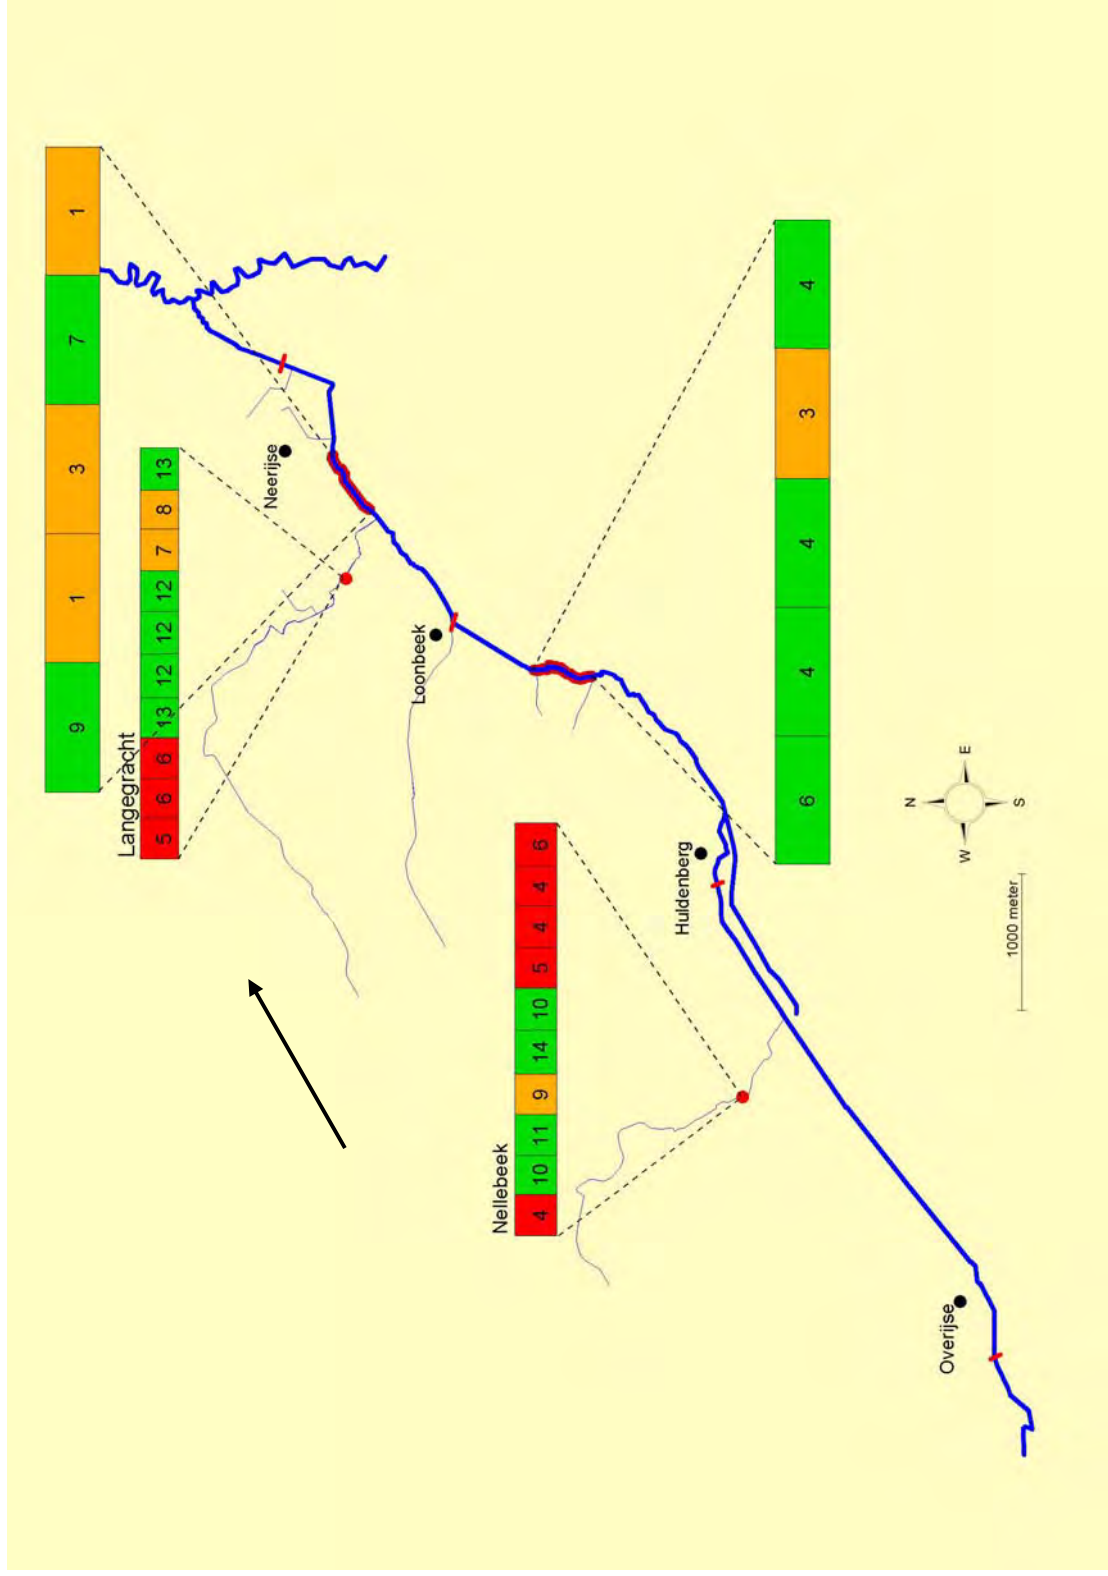 9 1 3 7 1
Langegracht
5 6 6 13 12 12 12 7 8 13
Neerijse
Loonbeek
Nellebeek
4 10 11 9 14 10 5 4 4 6
Huldenberg
6 4 4 3 4
N
Overijse
W E
S
1000 meter